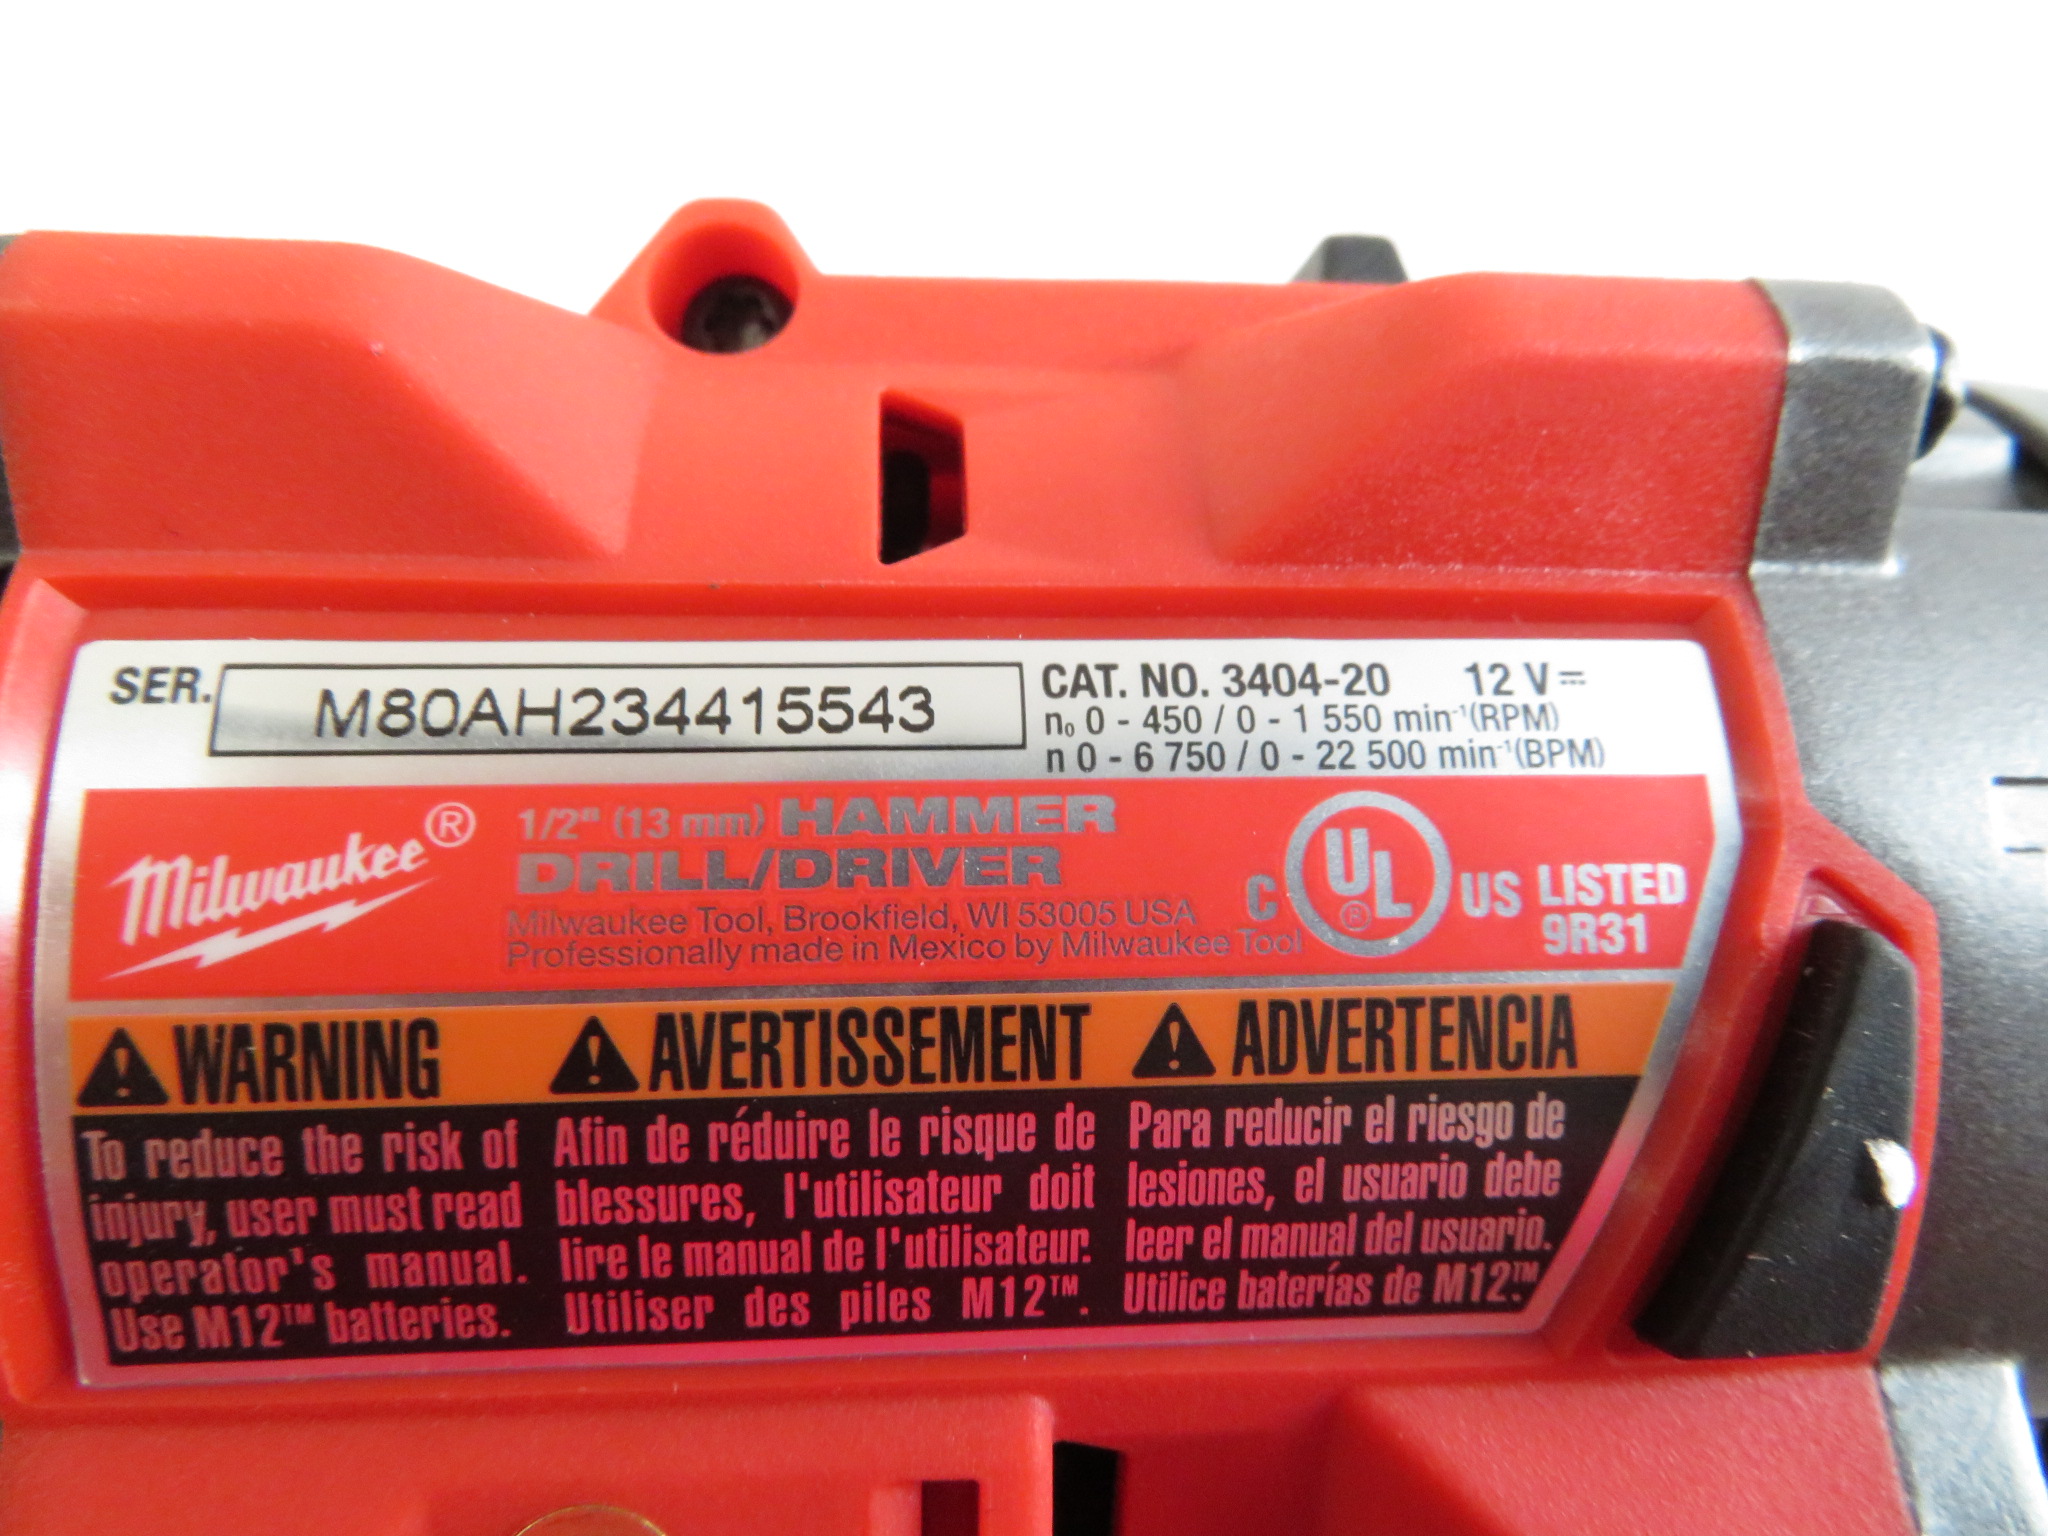 SER. M80AH234415543
CAT. NO. 3404-20 12 V⎓
n₀ 0 - 450 / 0 - 1 550 min⁻¹(RPM)
n 0 - 6 750 / 0 - 22 500 min⁻¹(BPM)
Milwaukee®
1/2" (13 mm) HAMMER
DRILL/DRIVER
Milwaukee Tool, Brookfield, WI 53005 USA
Professionally made in Mexico by Milwaukee Tool
C UL® US LISTED
9R31
WARNING
To reduce the risk of
injury, user must read
operator's manual.
Use M12™ batteries.
AVERTISSEMENT
Afin de réduire le risque de
blessures, l'utilisateur doit
lire le manual de l'utilisateur.
Utiliser des piles M12™.
ADVERTENCIA
Para reducir el riesgo de
lesiones, el usuario debe
leer el manual del usuario.
Utilice baterías de M12™.